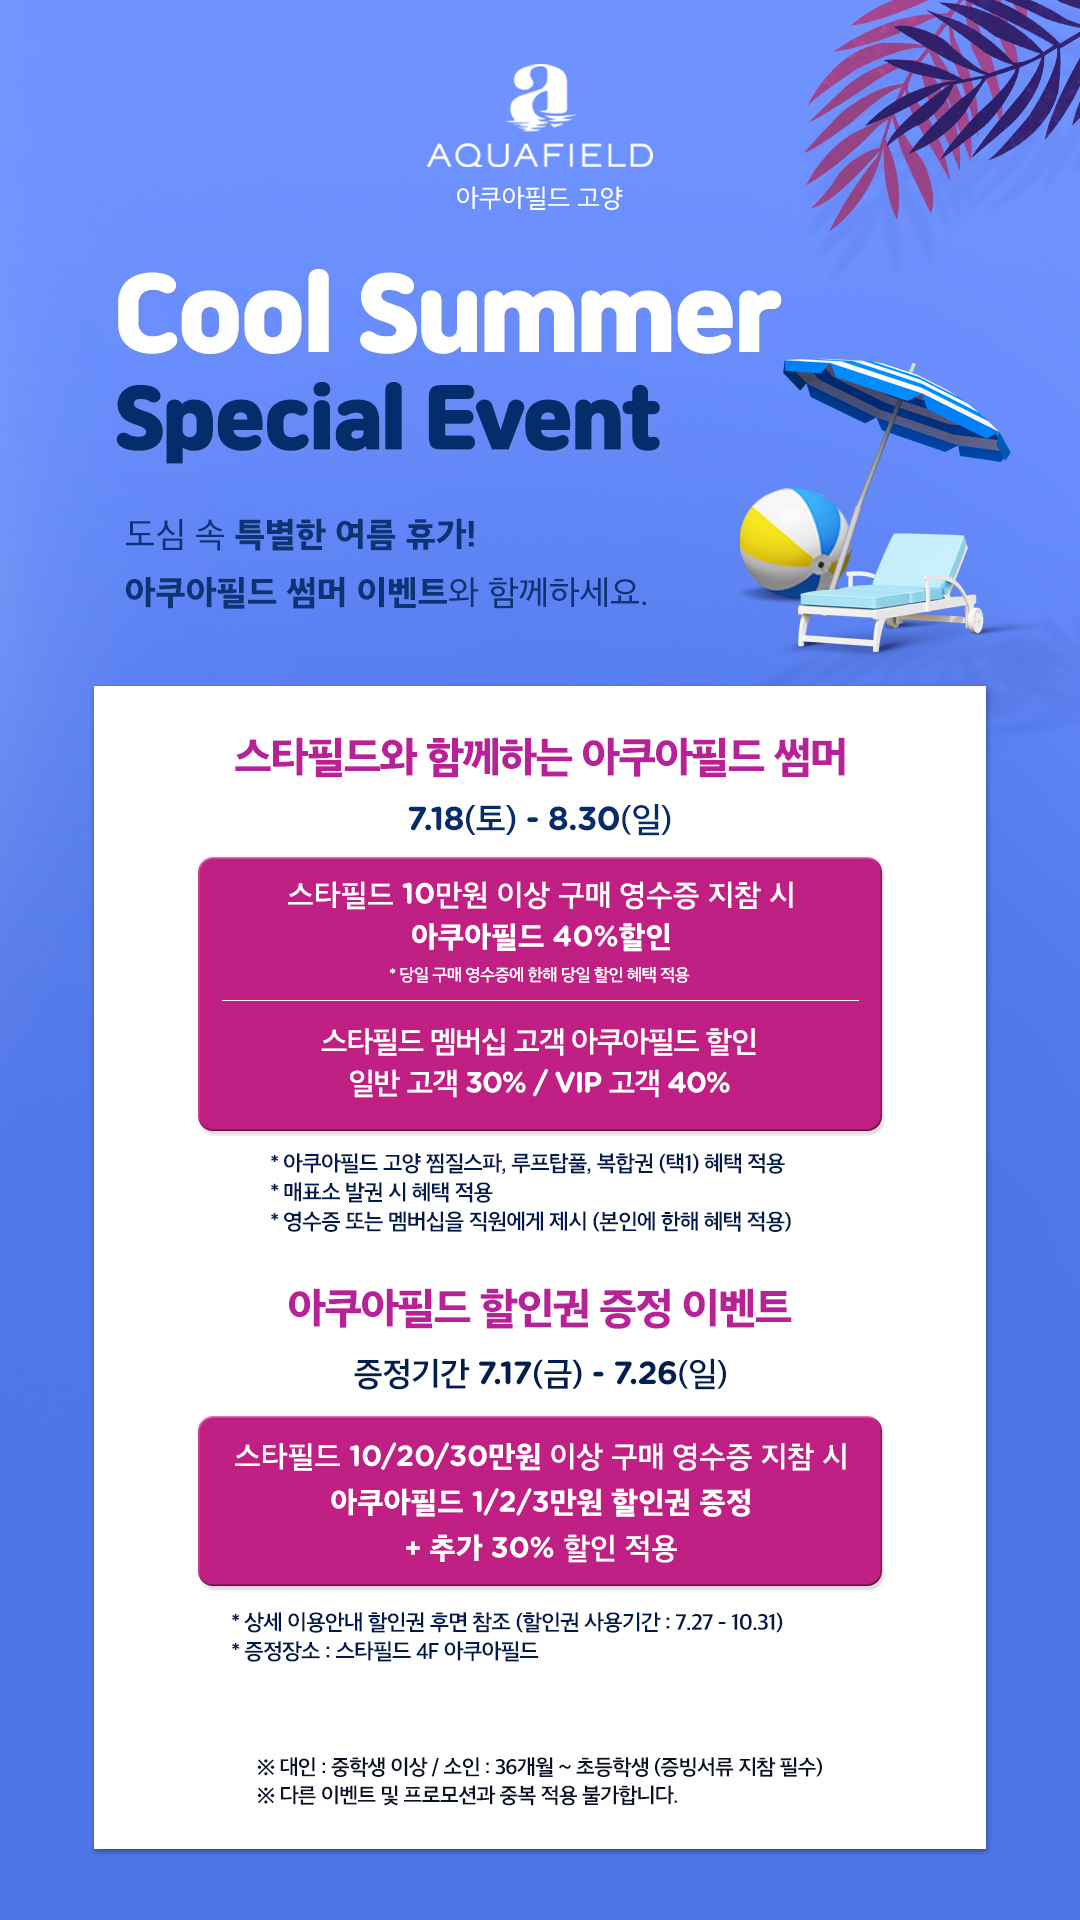 a
AQUAFIELD
아쿠아필드 고양
Cool Summer
Special Event
도심 속 특별한 여름 휴가!
아쿠아필드 썸머 이벤트와 함께하세요.
스타필드와 함께하는 아쿠아필드 썸머
7.18(토) - 8.30(일)
스타필드 10만원 이상 구매 영수증 지참 시
아쿠아필드 40%할인
* 당일 구매 영수증에 한해 당일 할인 혜택 적용
스타필드 멤버십 고객 아쿠아필드 할인
일반 고객 30% / VIP 고객 40%
* 아쿠아필드 고양 찜질스파, 루프탑풀, 복합권 (택1) 혜택 적용
* 매표소 발권 시 혜택 적용
* 영수증 또는 멤버십을 직원에게 제시 (본인에 한해 혜택 적용)
아쿠아필드 할인권 증정 이벤트
증정기간 7.17(금) - 7.26(일)
스타필드 10/20/30만원 이상 구매 영수증 지참 시
아쿠아필드 1/2/3만원 할인권 증정
+ 추가 30% 할인 적용
* 상세 이용안내 할인권 후면 참조 (할인권 사용기간 : 7.27 - 10.31)
* 증정장소 : 스타필드 4F 아쿠아필드
※ 대인 : 중학생 이상 / 소인 : 36개월 ~ 초등학생 (증빙서류 지참 필수)
※ 다른 이벤트 및 프로모션과 중복 적용 불가합니다.